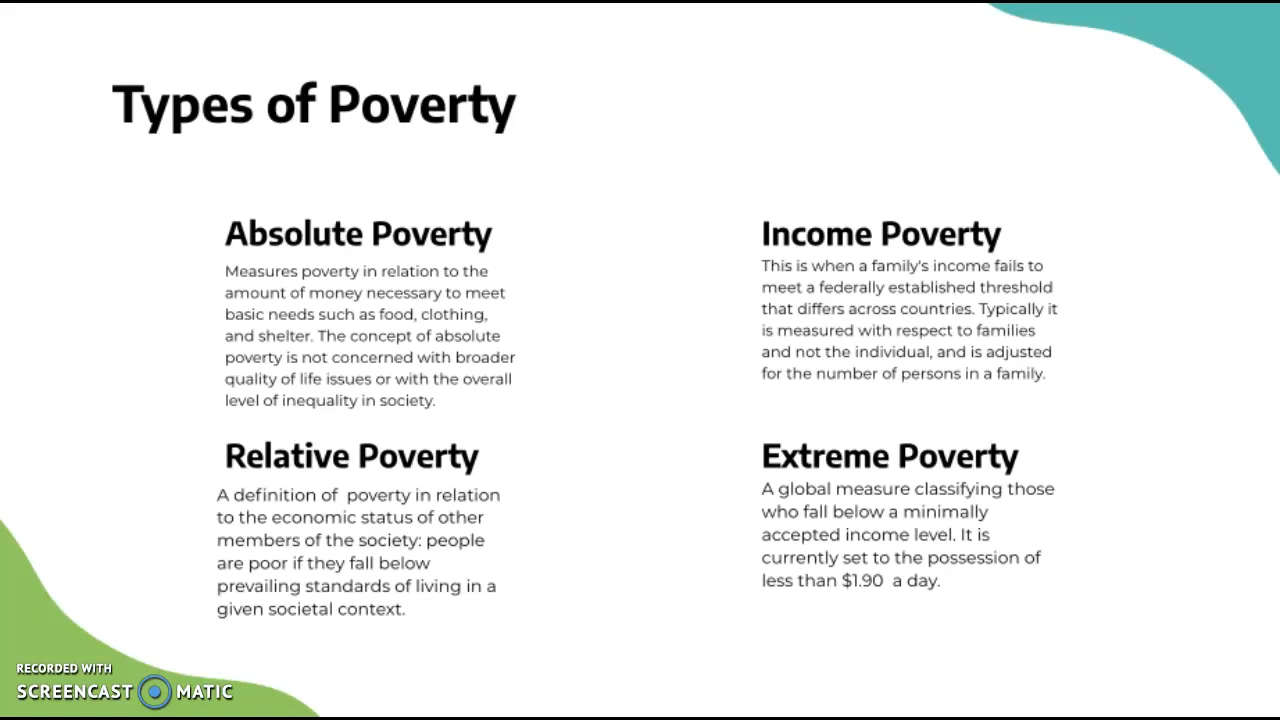 Types of Poverty
Absolute Poverty
Measures poverty in relation to the
amount of money necessary to meet
basic needs such as food, clothing,
and shelter. The concept of absolute
poverty is not concerned with broader
quality of life issues or with the overall
level of inequality in society.
Income Poverty
This is when a family's income fails to
meet a federally established threshold
that differs across countries. Typically it
is measured with respect to families
and not the individual, and is adjusted
for the number of persons in a family.
Relative Poverty
A definition of  poverty in relation
to the economic status of other
members of the society: people
are poor if they fall below
prevailing standards of living in a
given societal context.
Extreme Poverty
A global measure classifying those
who fall below a minimally
accepted income level. It is
currently set to the possession of
less than $1.90  a day.
RECORDED WITH
SCREENCAST MATIC